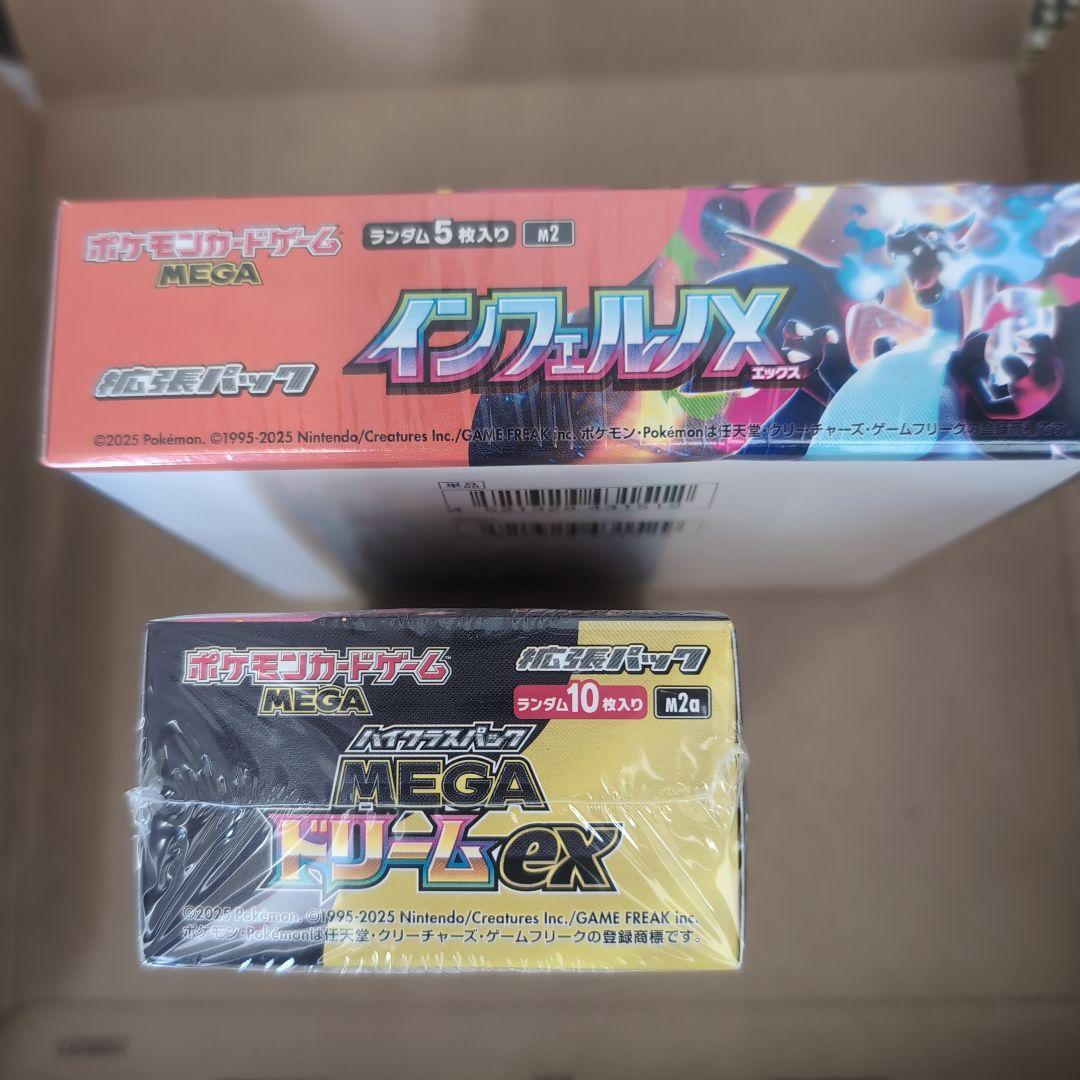 ポケモンカードゲーム
MEGA
ランダム5枚入り M2
インフェルノX
エックス
拡張パック
©2025 Pokémon. ©1995-2025 Nintendo/Creatures Inc./GAME FREAK inc. ポケモン・Pokémonは任天堂・クリーチャーズ・ゲームフリークの登録商標です。
単品
ポケモンカードゲーム
MEGA
拡張パック
ランダム10枚入り M2a
ハイクラスパック
MEGA
ドリームex
©2025 Pokémon. ©1995-2025 Nintendo/Creatures Inc./GAME FREAK inc.
ポケモン・Pokémonは任天堂・クリーチャーズ・ゲームフリークの登録商標です。